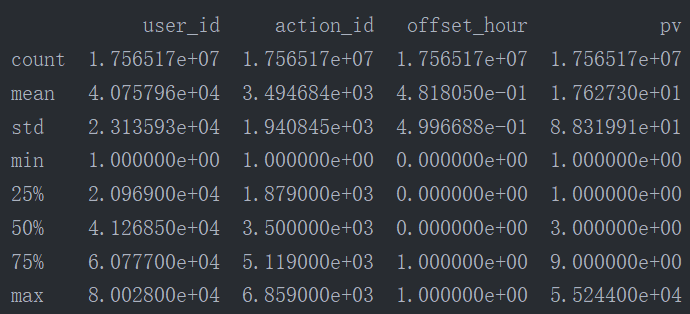 user_id action_id offset_hour pv
count 1.756517e+07 1.756517e+07 1.756517e+07 1.756517e+07
mean 4.075796e+04 3.494684e+03 4.818050e-01 1.762730e+01
std 2.313593e+04 1.940845e+03 4.996688e-01 8.831991e+01
min 1.000000e+00 1.000000e+00 0.000000e+00 1.000000e+00
25% 2.096900e+04 1.879000e+03 0.000000e+00 1.000000e+00
50% 4.126850e+04 3.500000e+03 0.000000e+00 3.000000e+00
75% 6.077700e+04 5.119000e+03 1.000000e+00 9.000000e+00
max 8.002800e+04 6.859000e+03 1.000000e+00 5.524400e+04